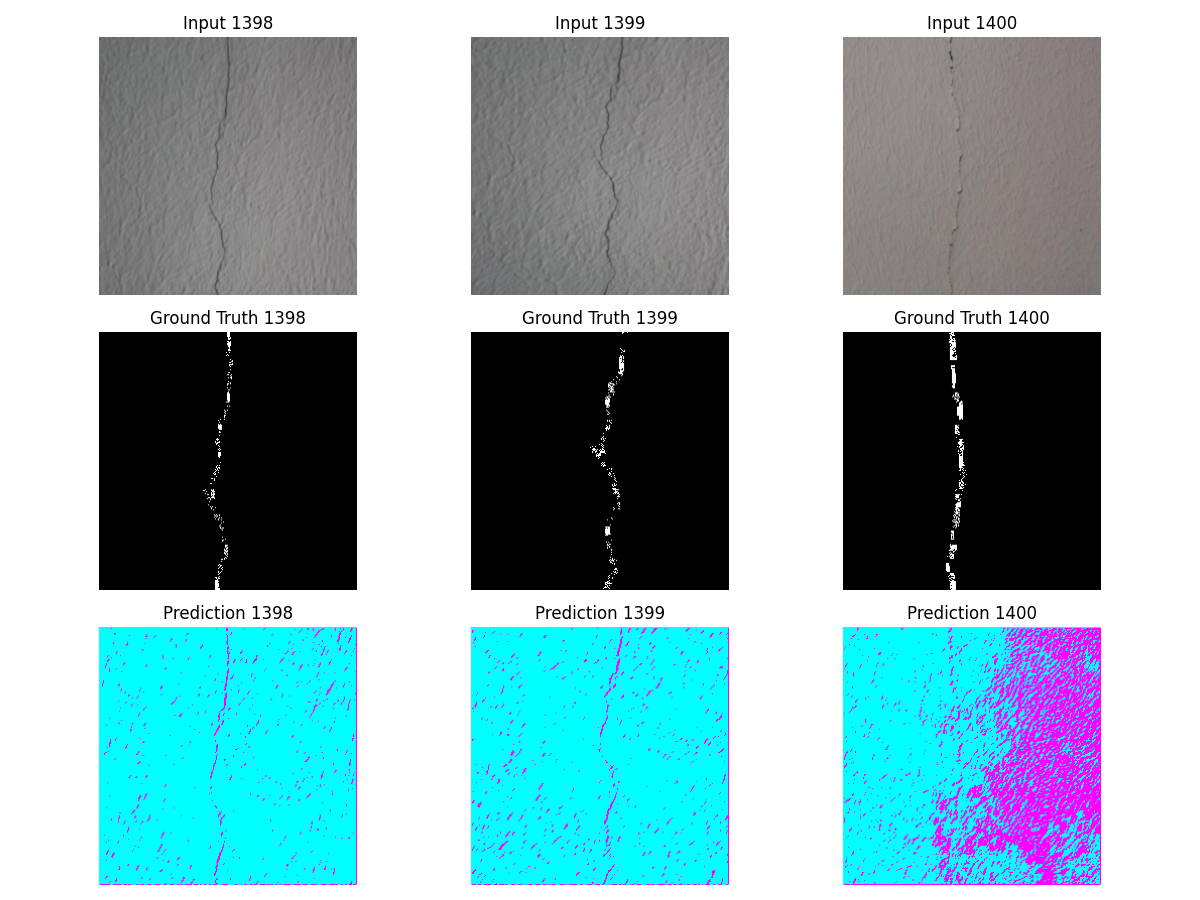 Input 1398
Input 1399
Input 1400
Ground Truth 1398
Ground Truth 1399
Ground Truth 1400
Prediction 1398
Prediction 1399
Prediction 1400